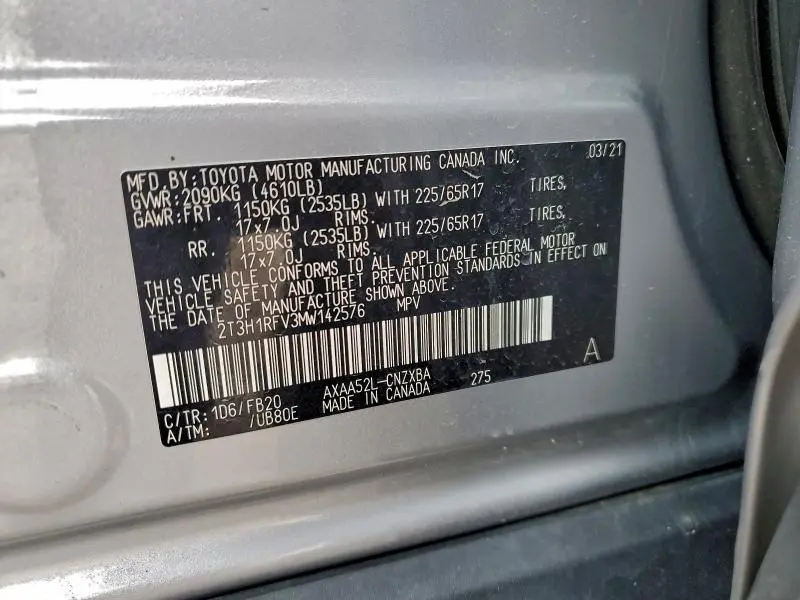 MFD.BY:TOYOTA MOTOR MANUFACTURING CANADA INC. 03/21
GVWR:2090KG (4610LB)
GAWR:FRT. 1150KG (2535LB) WITH 225/65R17 TIRES,
17x7.0J RIMS.
RR. 1150KG (2535LB) WITH 225/65R17 TIRES,
17x7.0J RIMS.
THIS VEHICLE CONFORMS TO ALL APPLICABLE FEDERAL MOTOR
VEHICLE SAFETY AND THEFT PREVENTION STANDARDS IN EFFECT ON
THE DATE OF MANUFACTURE SHOWN ABOVE.
2T3H1RFV3MW142576 MPV
A
C/TR:1D6/FB20 AXAA52L-CNZXBA 275
A/TM: /UB80E MADE IN CANADA